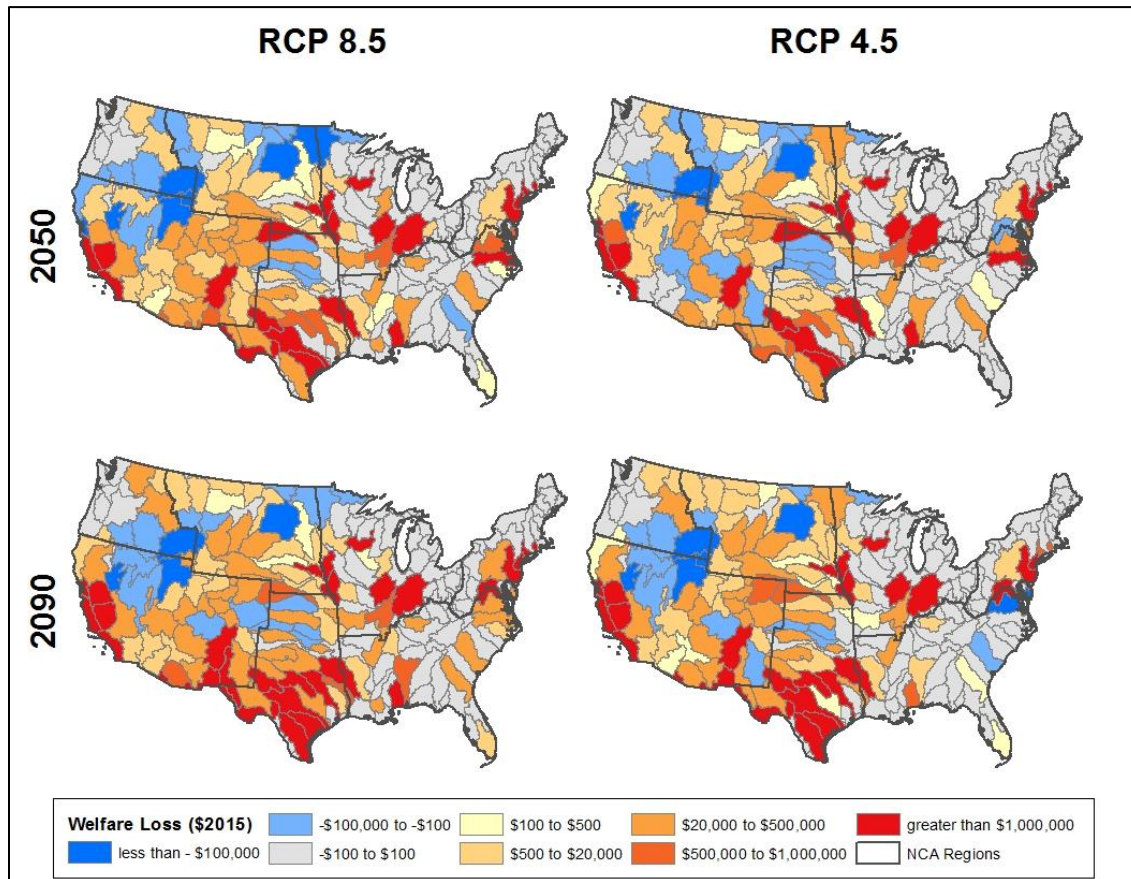 RCP 8.5
RCP 4.5
2050
2090
Welfare Loss ($2015)
less than - $100,000
-$100,000 to -$100
-$100 to $100
$100 to $500
$500 to $20,000
$20,000 to $500,000
$500,000 to $1,000,000
greater than $1,000,000
NCA Regions